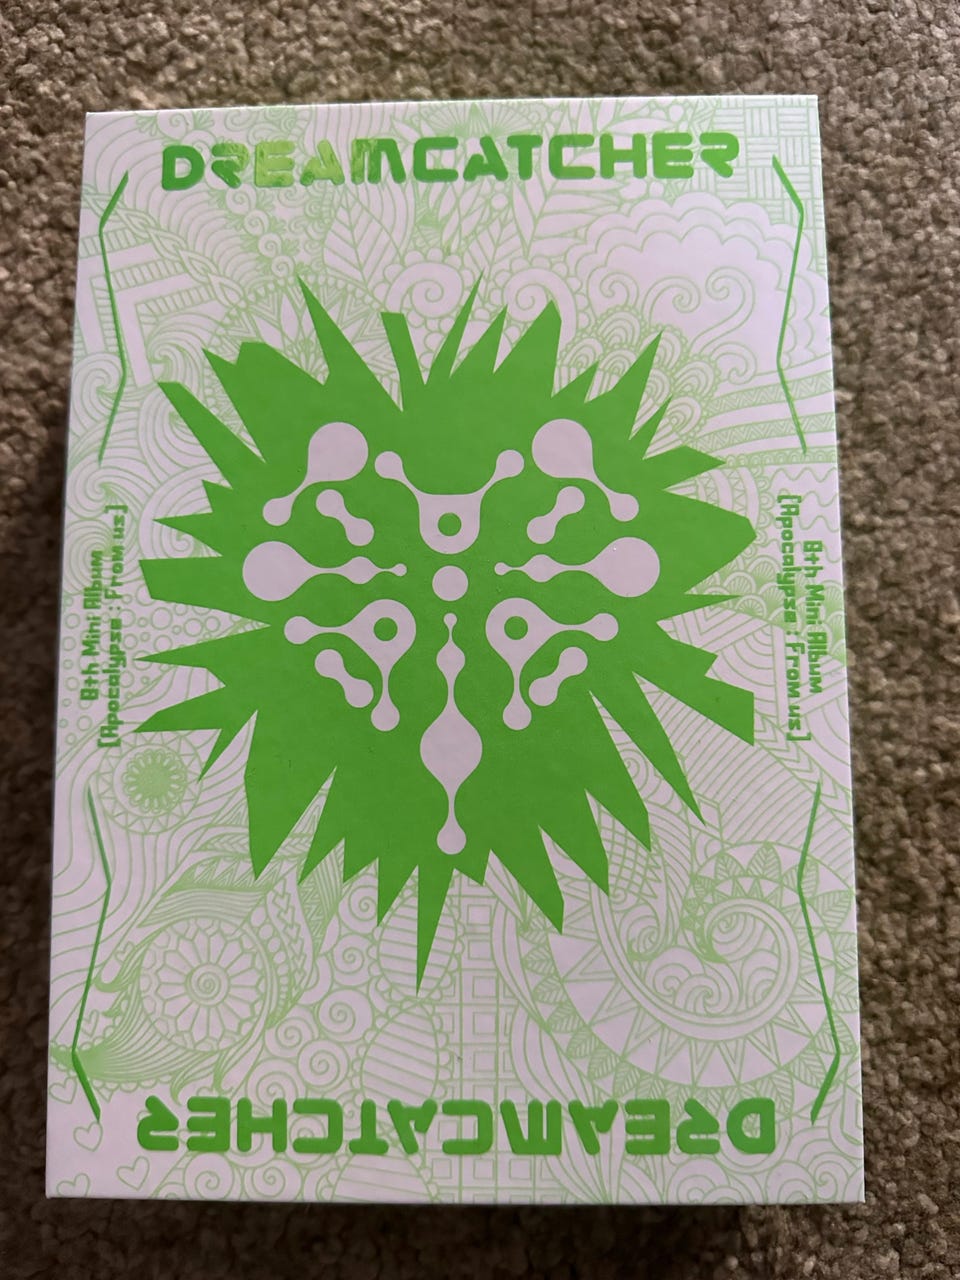 DREAMCATCHER
8th Mini Album
[Apocalypse : From us]
8th Mini Album
[Apocalypse : From us]
DREAMCATCHER